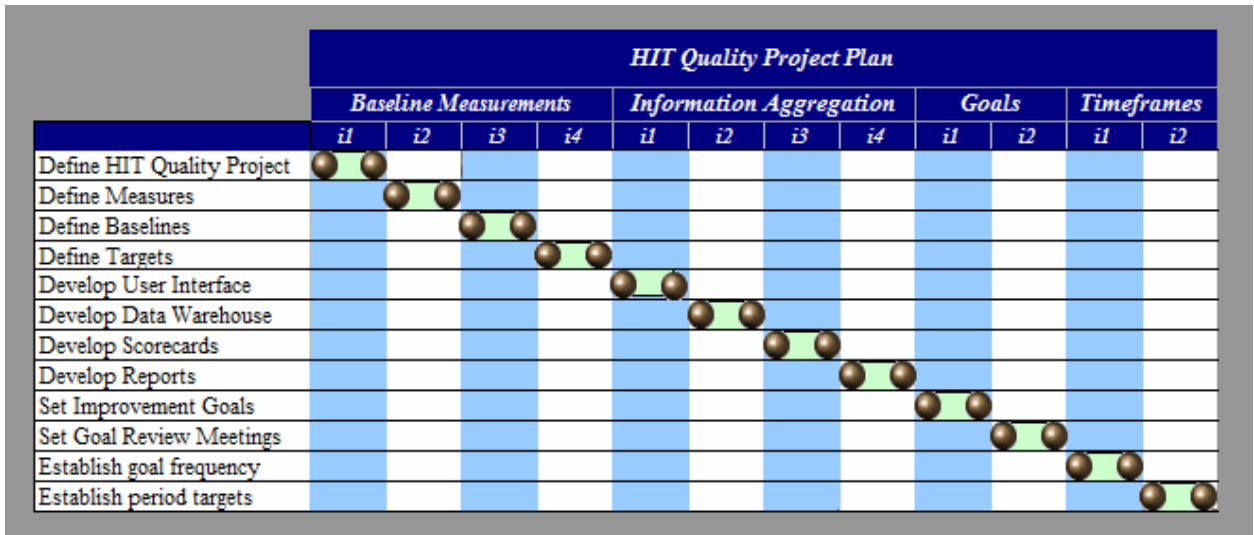 HIT Quality Project Plan
Baseline Measurements Information Aggregation Goals Timeframes
i1 i2 i3 i4 i1 i2 i3 i4 i1 i2 i1 i2
Define HIT Quality Project
Define Measures
Define Baselines
Define Targets
Develop User Interface
Develop Data Warehouse
Develop Scorecards
Develop Reports
Set Improvement Goals
Set Goal Review Meetings
Establish goal frequency
Establish period targets